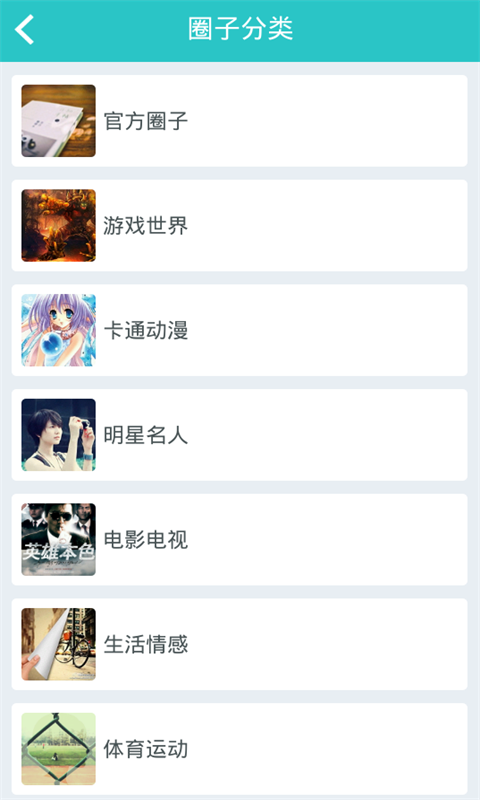 圈子分类
官方圈子
游戏世界
卡通动漫
明星名人
英雄本色
电影电视
生活情感
体育运动